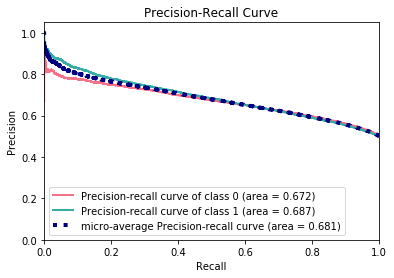 Precision-Recall Curve
1.0
0.8
0.6
0.4
0.2
0.0
Precision
Precision-recall curve of class 0 (area = 0.672)
Precision-recall curve of class 1 (area = 0.687)
micro-average Precision-recall curve (area = 0.681)
0.0 0.2 0.4 0.6 0.8 1.0
Recall